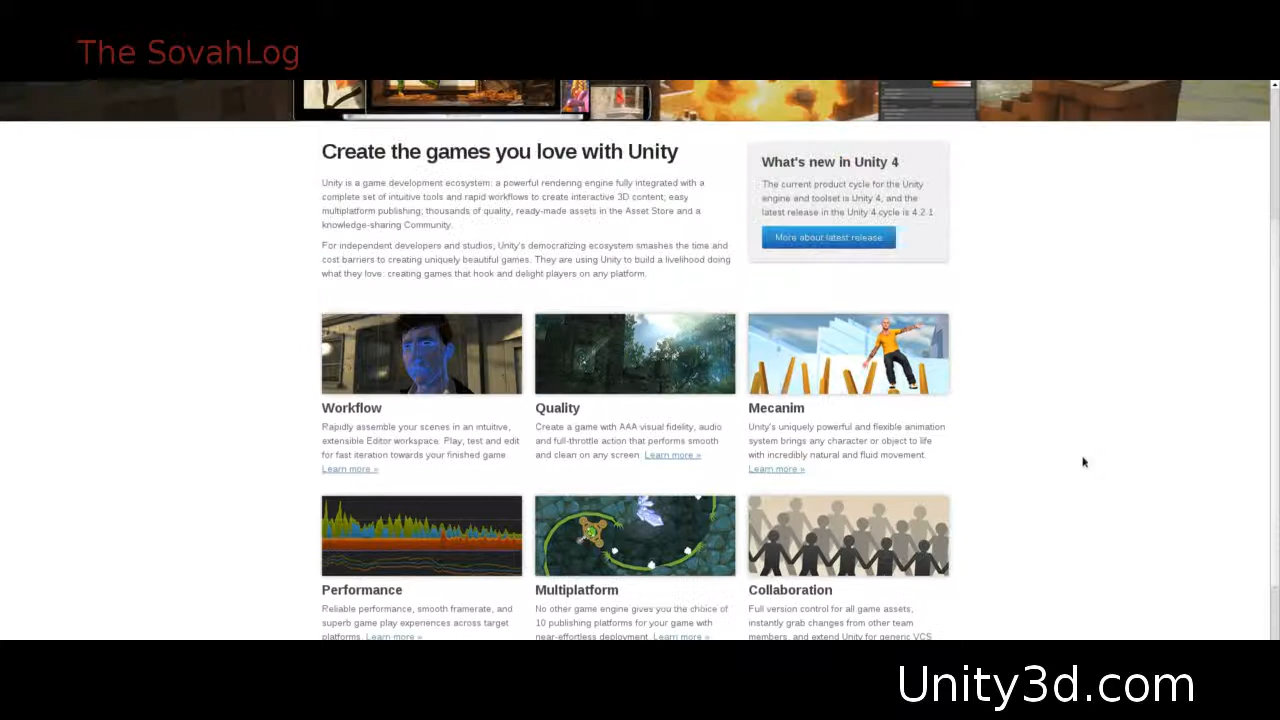 The SovahLog
Create the games you love with Unity
Unity is a game development ecosystem: a powerful rendering engine fully integrated with a
complete set of intuitive tools and rapid workflows to create interactive 3D content; easy
multiplatform publishing; thousands of quality, ready-made assets in the Asset Store and a
knowledge-sharing Community.
For independent developers and studios, Unity's democratizing ecosystem smashes the time and
cost barriers to creating uniquely beautiful games. They are using Unity to build a livelihood doing
what they love: creating games that hook and delight players on any platform.
What's new in Unity 4
The current product cycle for the Unity
engine and toolset is Unity 4, and the
latest release in the Unity 4 cycle is 4.2.1
More about latest release
Workflow
Rapidly assemble your scenes in an intuitive,
extensible Editor workspace. Play, test and edit
for fast iteration towards your finished game.
Learn more »
Quality
Create a game with AAA visual fidelity, audio
and full-throttle action that performs smooth
and clean on any screen. Learn more »
Mecanim
Unity's uniquely powerful and flexible animation
system brings any character or object to life
with incredibly natural and fluid movement.
Learn more »
Performance
Reliable performance, smooth framerate, and
superb game play experiences across target
platforms. Learn more »
Multiplatform
No other game engine gives you the choice of
10 publishing platforms for your game with
near-effortless deployment. Learn more »
Collaboration
Full version control for all game assets,
instantly grab changes from other team
members, and extend Unity for generic VCS
Unity3d.com